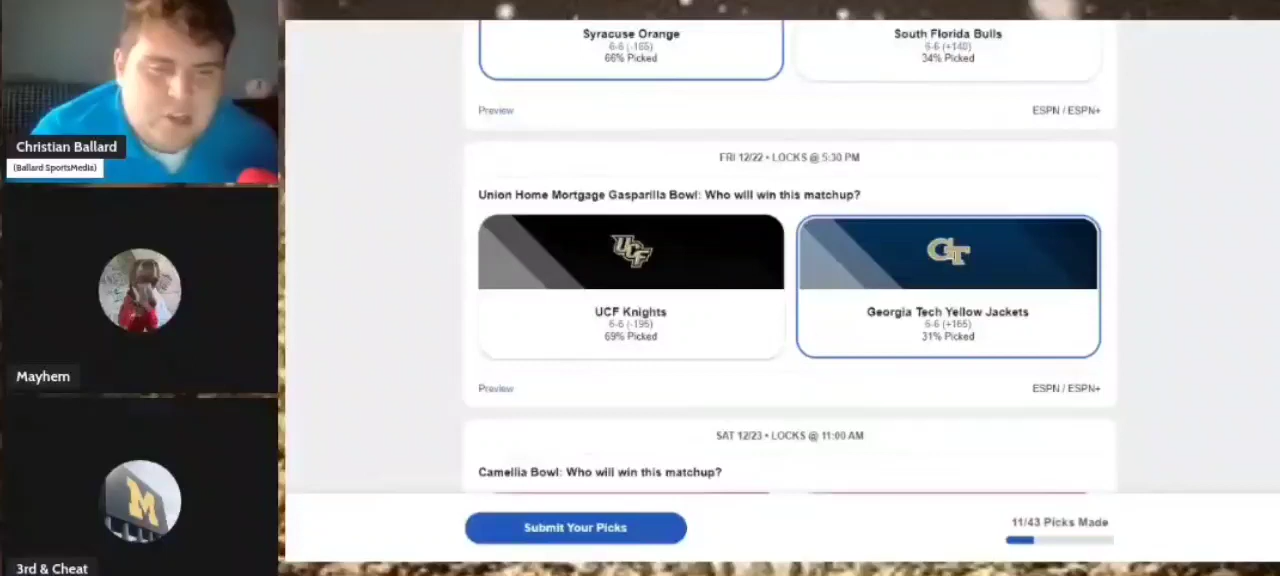 Christian Ballard
(Ballard SportsMedia)
Mayhem
M
3rd & Cheat
Syracuse Orange
6-6 (-165)
66% Picked
South Florida Bulls
6-6 (+140)
34% Picked
Preview
ESPN / ESPN+
FRI 12/22 • LOCKS @ 5:30 PM
Union Home Mortgage Gasparilla Bowl: Who will win this matchup?
UCF
GT
UCF Knights
6-6 (-195)
69% Picked
Georgia Tech Yellow Jackets
6-6 (+165)
31% Picked
Preview
ESPN / ESPN+
SAT 12/23 • LOCKS @ 11:00 AM
Camellia Bowl: Who will win this matchup?
Submit Your Picks
11/43 Picks Made